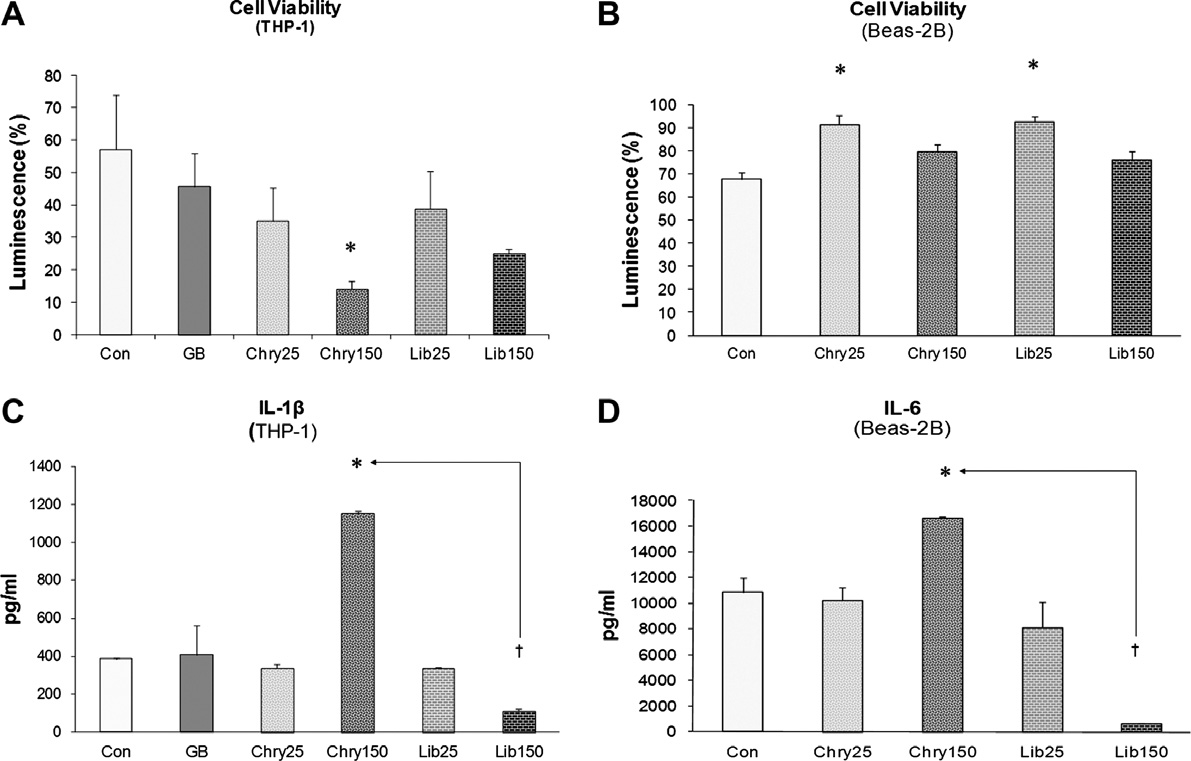 A
Cell Viability
(THP-1)
Luminescence (%)
80
70
60
50
40
30
20
10
0
Con GB Chry25 Chry150 Lib25 Lib150
*
B
Cell Viability
(Beas-2B)
Luminescence (%)
100
90
80
70
60
50
40
30
20
10
0
Con Chry25 Chry150 Lib25 Lib150
* *
C
IL-1β
(THP-1)
pg/ml
1400
1200
1000
800
600
400
200
0
Con GB Chry25 Chry150 Lib25 Lib150
* †
D
IL-6
(Beas-2B)
pg/ml
18000
16000
14000
12000
10000
8000
6000
4000
2000
0
Con Chry25 Chry150 Lib25 Lib150
* †